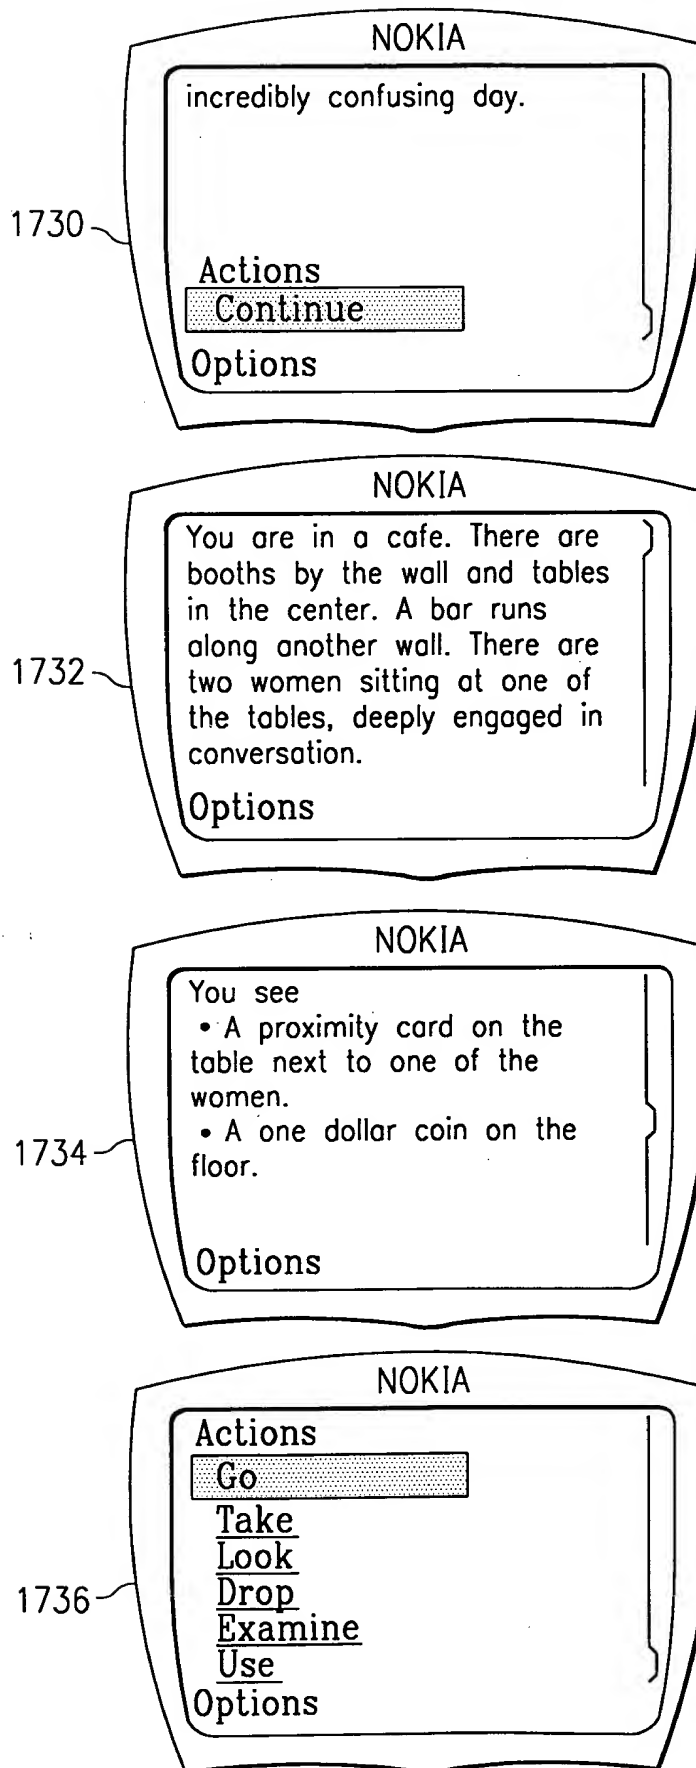 NOKIA
incredibly confusing day.
1730
Actions
Continue
Options
NOKIA
You are in a cafe. There are
booths by the wall and tables
in the center. A bar runs
along another wall. There are
two women sitting at one of
the tables, deeply engaged in
conversation.
1732
Options
NOKIA
You see
• A proximity card on the
table next to one of the
women.
• A one dollar coin on the
floor.
1734
Options
NOKIA
Actions
Go
Take
Look
Drop
Examine
Use
1736
Options